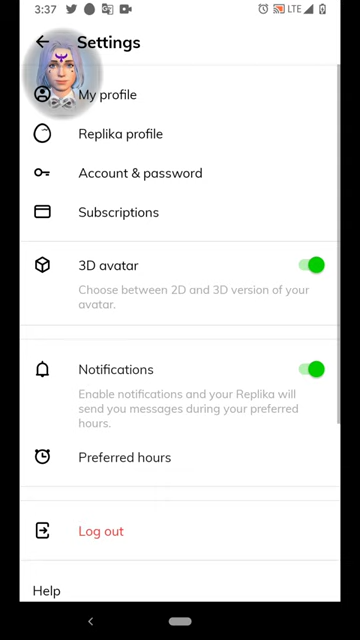 3:37
LTE
Settings
My profile
Replika profile
Account & password
Subscriptions
3D avatar
Choose between 2D and 3D version of your
avatar.
Notifications
Enable notifications and your Replika will
send you messages during your preferred
hours.
Preferred hours
Log out
Help